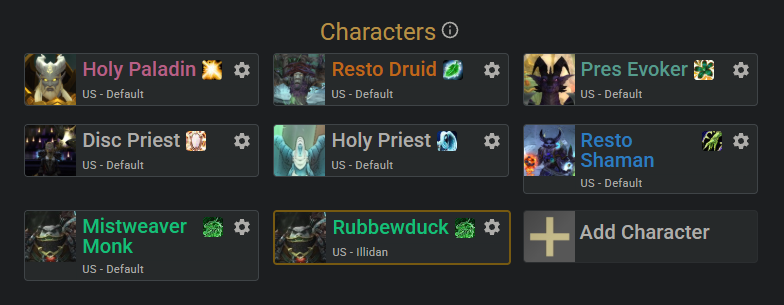 Characters
Holy Paladin
US - Default
Resto Druid
US - Default
Pres Evoker
US - Default
Disc Priest
US - Default
Holy Priest
US - Default
Resto
Shaman
US - Default
Mistweaver
Monk
US - Default
Rubbewduck
US - Illidan
Add Character